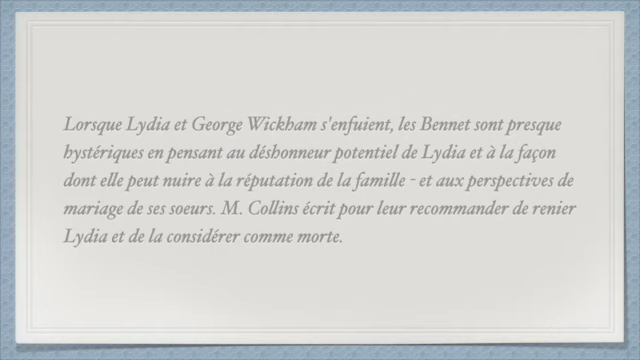 Lorsque Lydia et George Wickham s'enfuient, les Bennet sont presque
hystériques en pensant au déshonneur potentiel de Lydia et à la façon
dont elle peut nuire à la réputation de la famille - et aux perspectives de
mariage de ses soeurs. M. Collins écrit pour leur recommander de renier
Lydia et de la considérer comme morte.